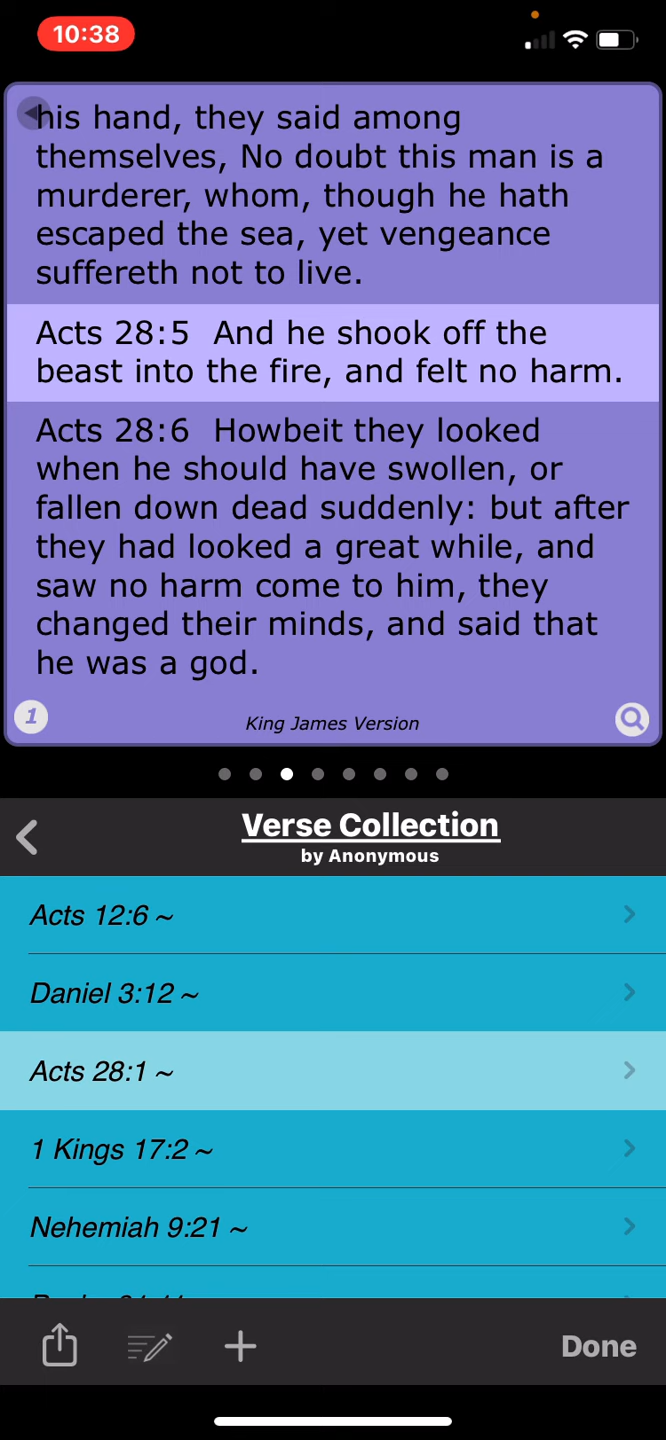 10:38
his hand, they said among
themselves, No doubt this man is a
murderer, whom, though he hath
escaped the sea, yet vengeance
suffereth not to live.
Acts 28:5 And he shook off the
beast into the fire, and felt no harm.
Acts 28:6 Howbeit they looked
when he should have swollen, or
fallen down dead suddenly: but after
they had looked a great while, and
saw no harm come to him, they
changed their minds, and said that
he was a god.
1
King James Version
Verse Collection
by Anonymous
Acts 12:6 ~
Daniel 3:12 ~
Acts 28:1 ~
1 Kings 17:2 ~
Nehemiah 9:21 ~
Done